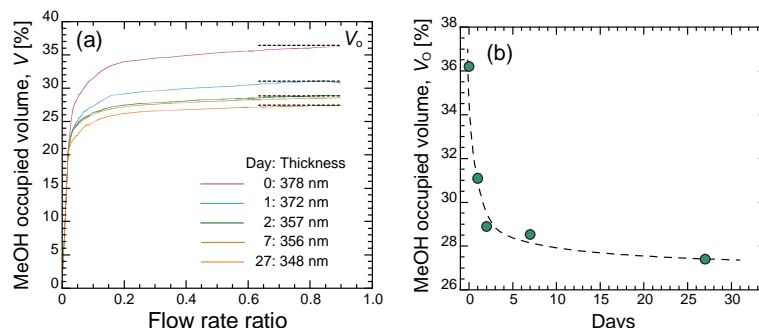 (a)
V₀
MeOH occupied volume, V [%]
40
35
30
25
20
15
10
5
0
Day: Thickness
0: 378 nm
1: 372 nm
2: 357 nm
7: 356 nm
27: 348 nm
0 0.2 0.4 0.6 0.8 1.0
Flow rate ratio
(b)
MeOH occupied volume, V₀ [%]
38
36
34
32
30
28
26
0 5 10 15 20 25 30
Days